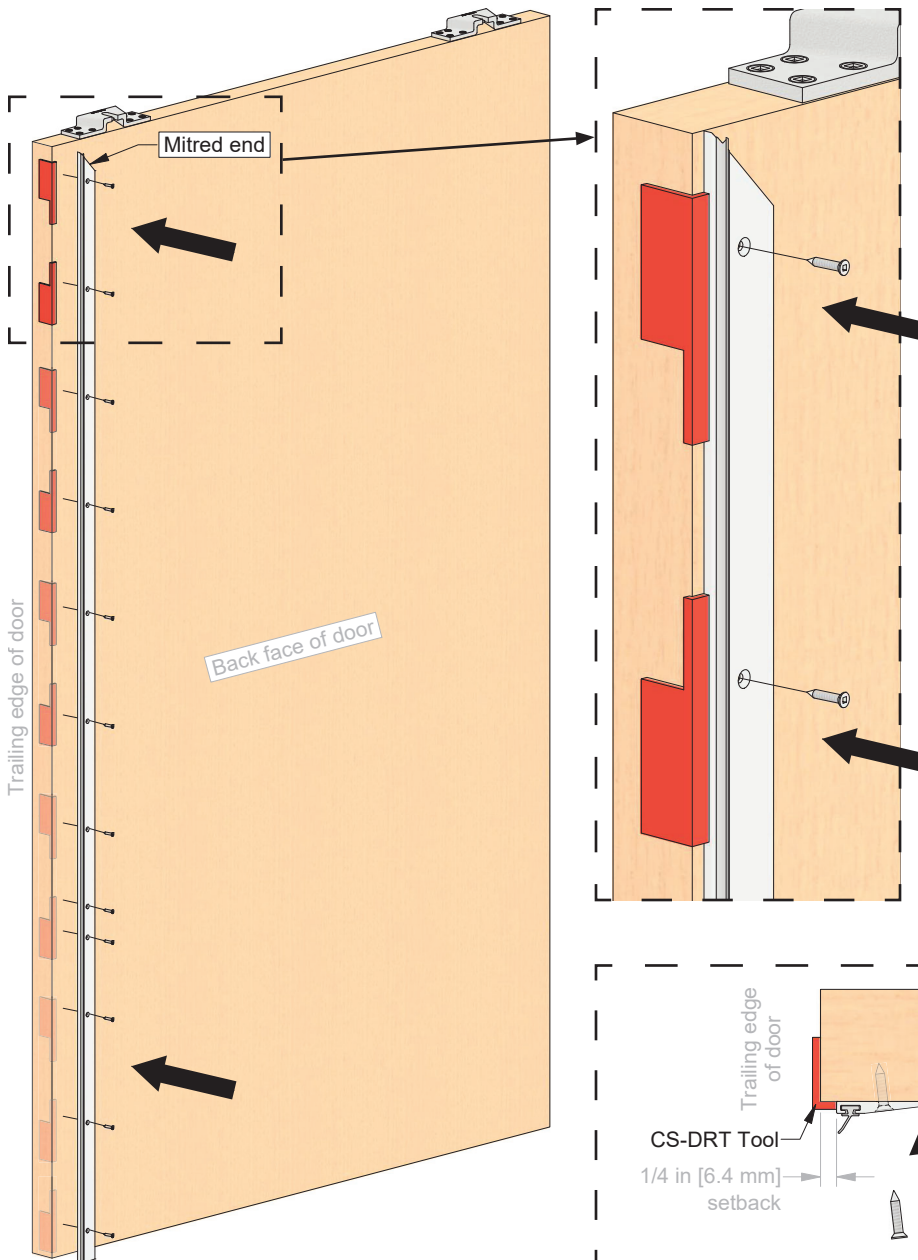 Mitred end
Back face of door
Trailing edge of door
Trailing edge
of door
CS-DRT Tool
1/4 in [6.4 mm]
setback